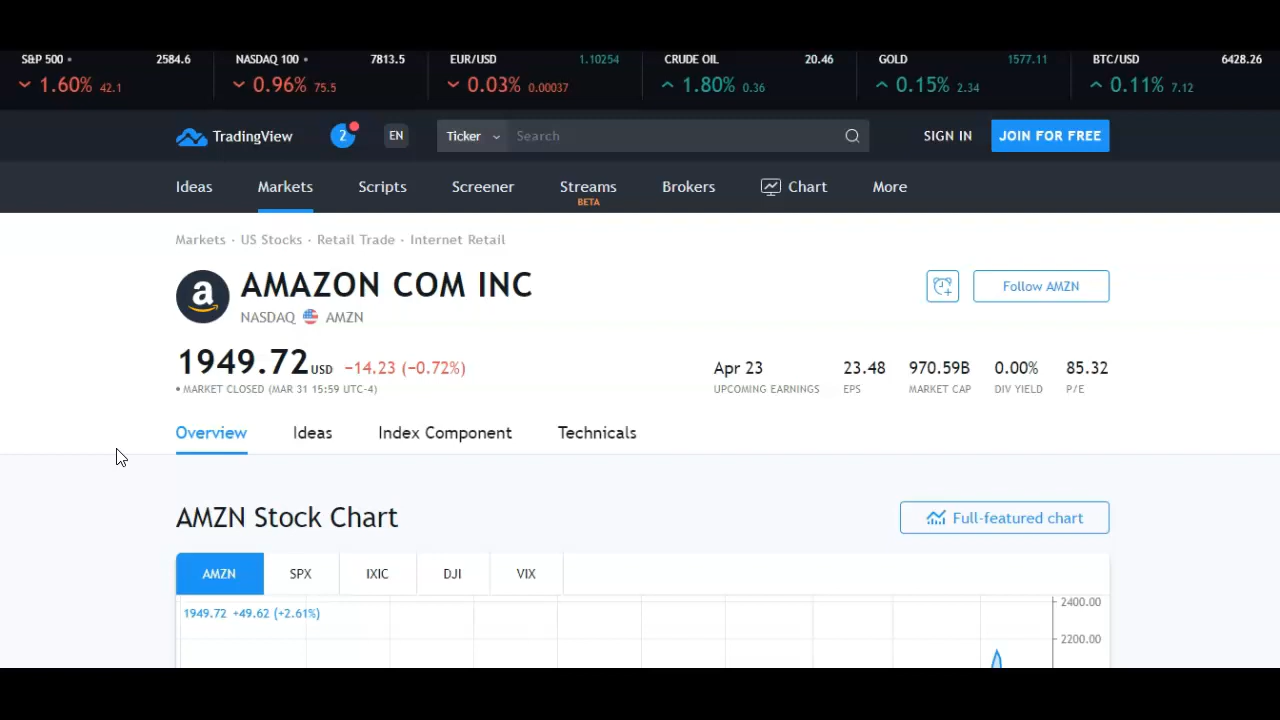 S&P 500 2584.6 NASDAQ 100 7813.5 EUR/USD 1.10254 CRUDE OIL 20.46 GOLD 1577.11 BTC/USD 6428.26
1.60% 42.1 0.96% 75.5 0.03% 0.00037 1.80% 0.36 0.15% 2.34 0.11% 7.12
TradingView 2 EN Ticker Search SIGN IN JOIN FOR FREE
Ideas Markets Scripts Screener Streams Brokers Chart More
BETA
Markets · US Stocks · Retail Trade · Internet Retail
a AMAZON COM INC
Follow AMZN
NASDAQ AMZN
1949.72 USD −14.23 (−0.72%) Apr 23 23.48 970.59B 0.00% 85.32
• MARKET CLOSED (MAR 31 15:59 UTC-4) UPCOMING EARNINGS EPS MARKET CAP DIV YIELD P/E
Overview Ideas Index Component Technicals
AMZN Stock Chart Full-featured chart
AMZN SPX IXIC DJI VIX
1949.72 +49.62 (+2.61%) 2400.00
2200.00